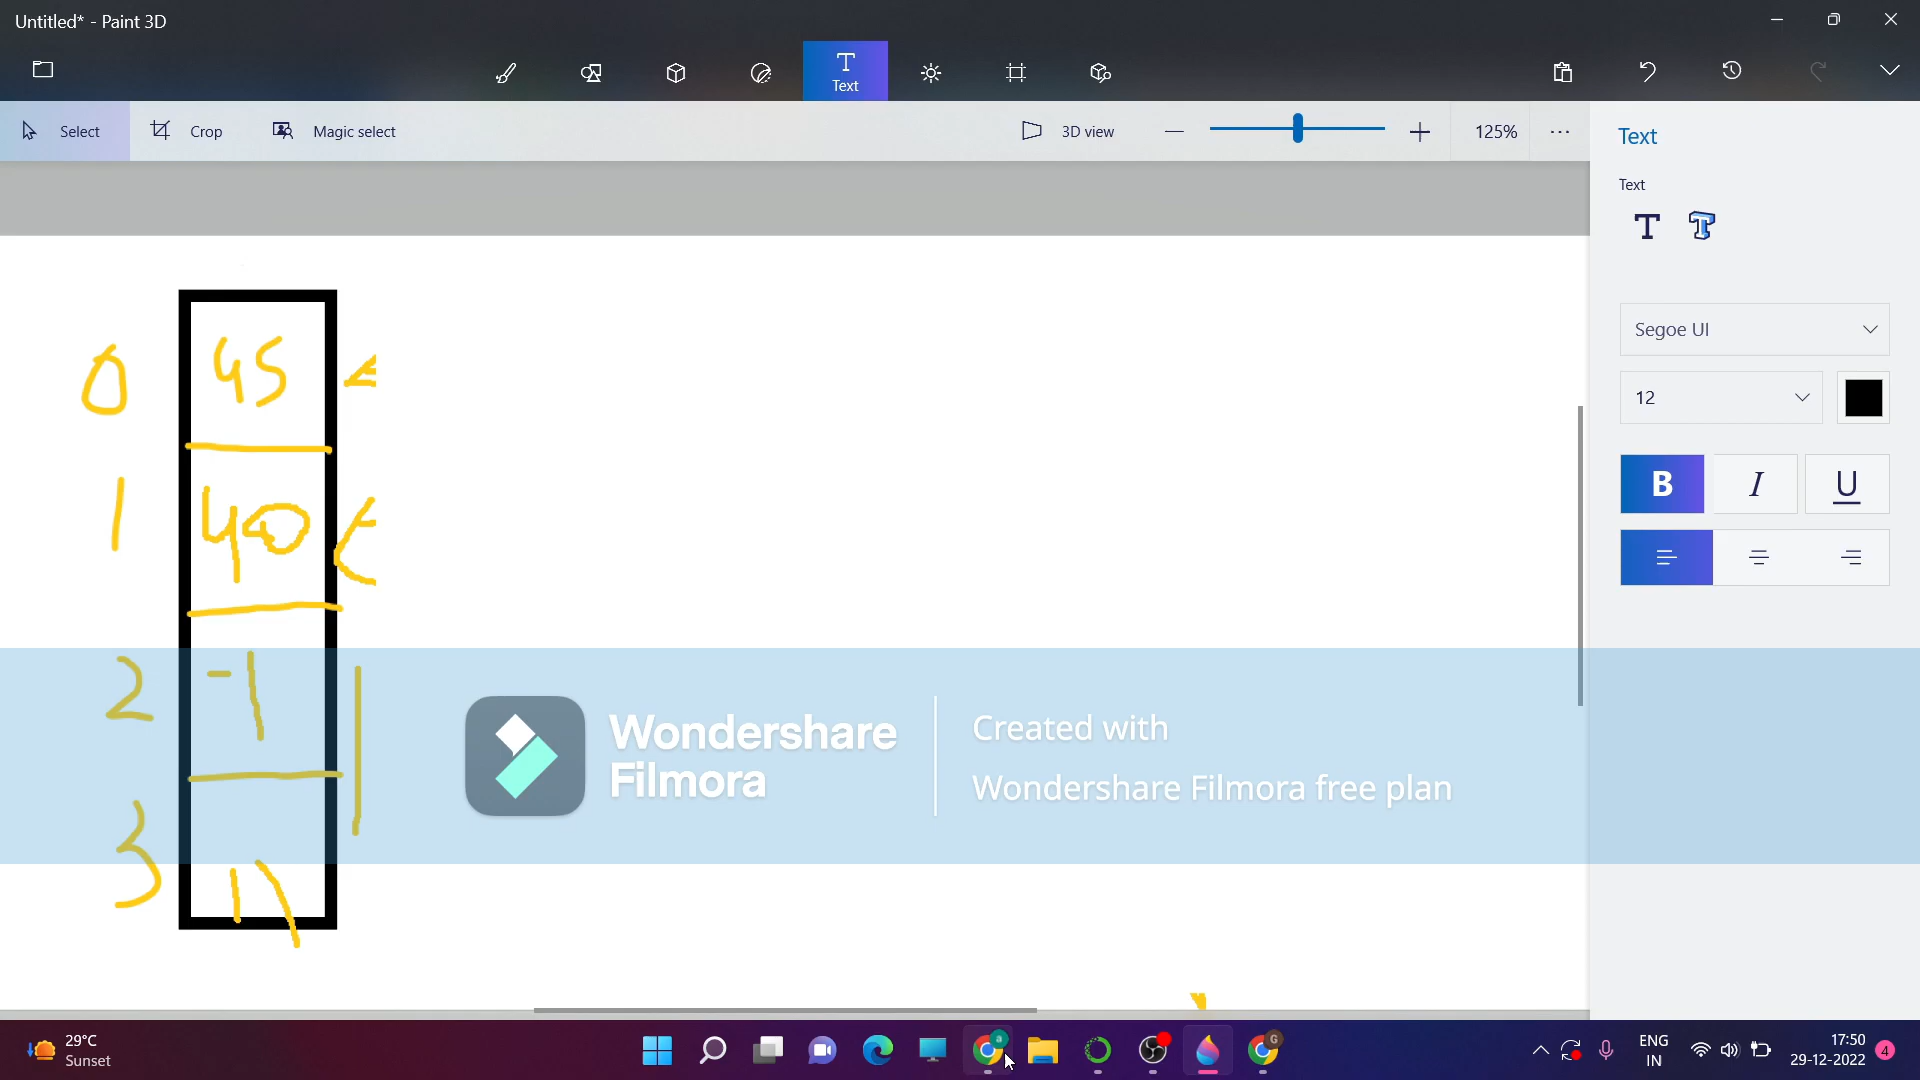 Untitled* - Paint 3D
Text
Select
Crop
Magic select
3D view
125%
Text
Text
T
T
Segoe UI
12
B I U
0 45
1 40
2 -1
3
Wondershare
Filmora
Created with
Wondershare Filmora free plan
29°C
Sunset
ENG
IN
17:50
29-12-2022
4